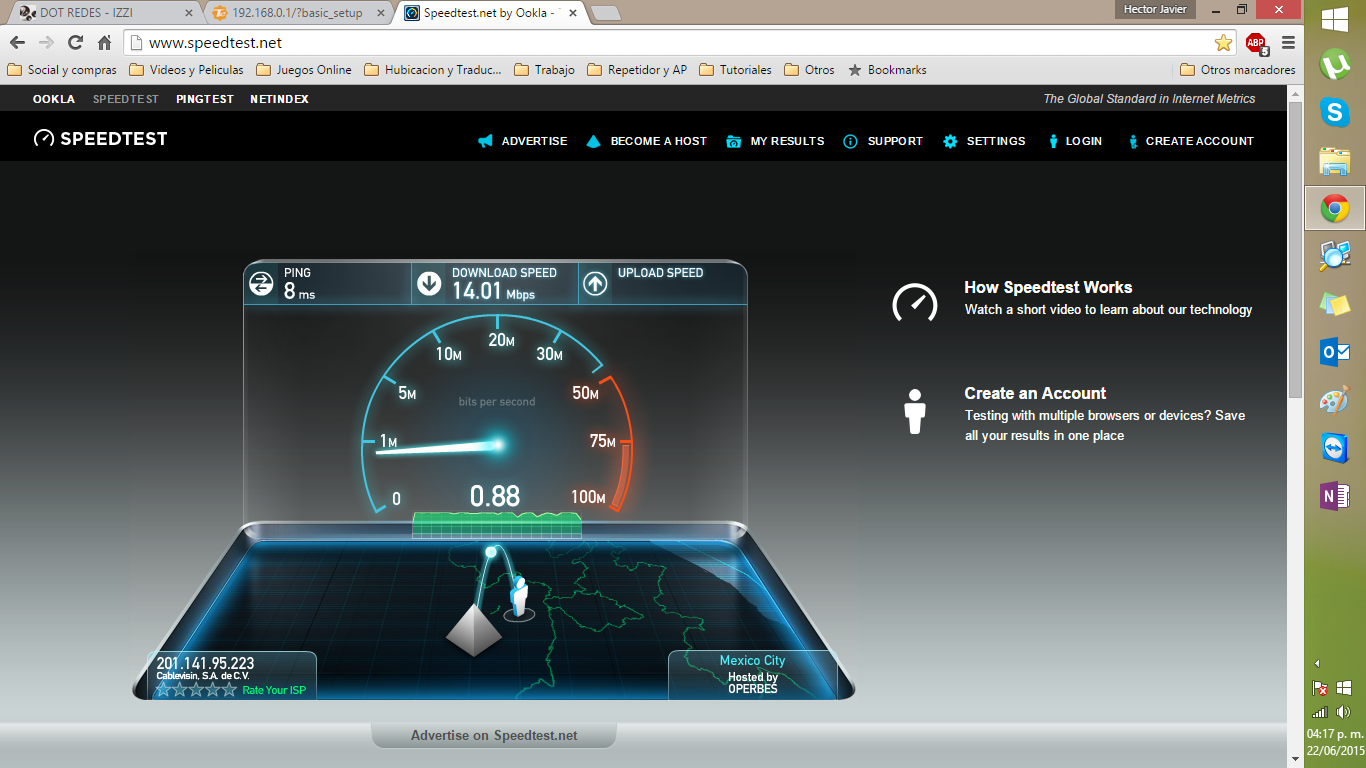 DOT REDES - IZZI
192.168.0.1/?basic_setup
Speedtest.net by Ookla -
Hector Javier
www.speedtest.net
ABP
5
Social y compras
Videos y Peliculas
Juegos Online
Hubicacion y Traduc...
Trabajo
Repetidor y AP
Tutoriales
Otros
Bookmarks
Otros marcadores
OOKLA SPEEDTEST PINGTEST NETINDEX
The Global Standard in Internet Metrics
SPEEDTEST
ADVERTISE
BECOME A HOST
MY RESULTS
SUPPORT
SETTINGS
LOGIN
CREATE ACCOUNT
PING
8 ms
DOWNLOAD SPEED
14.01 Mbps
UPLOAD SPEED
20M
10M
30M
5M
50M
bits per second
1M
75M
0
0.88
100M
How Speedtest Works
Watch a short video to learn about our technology
Create an Account
Testing with multiple browsers or devices? Save
all your results in one place
201.141.95.223
Cablevisin, S.A. de C.V.
Rate Your ISP
Mexico City
Hosted by
OPERBES
Advertise on Speedtest.net
04:17 p. m.
22/06/2015